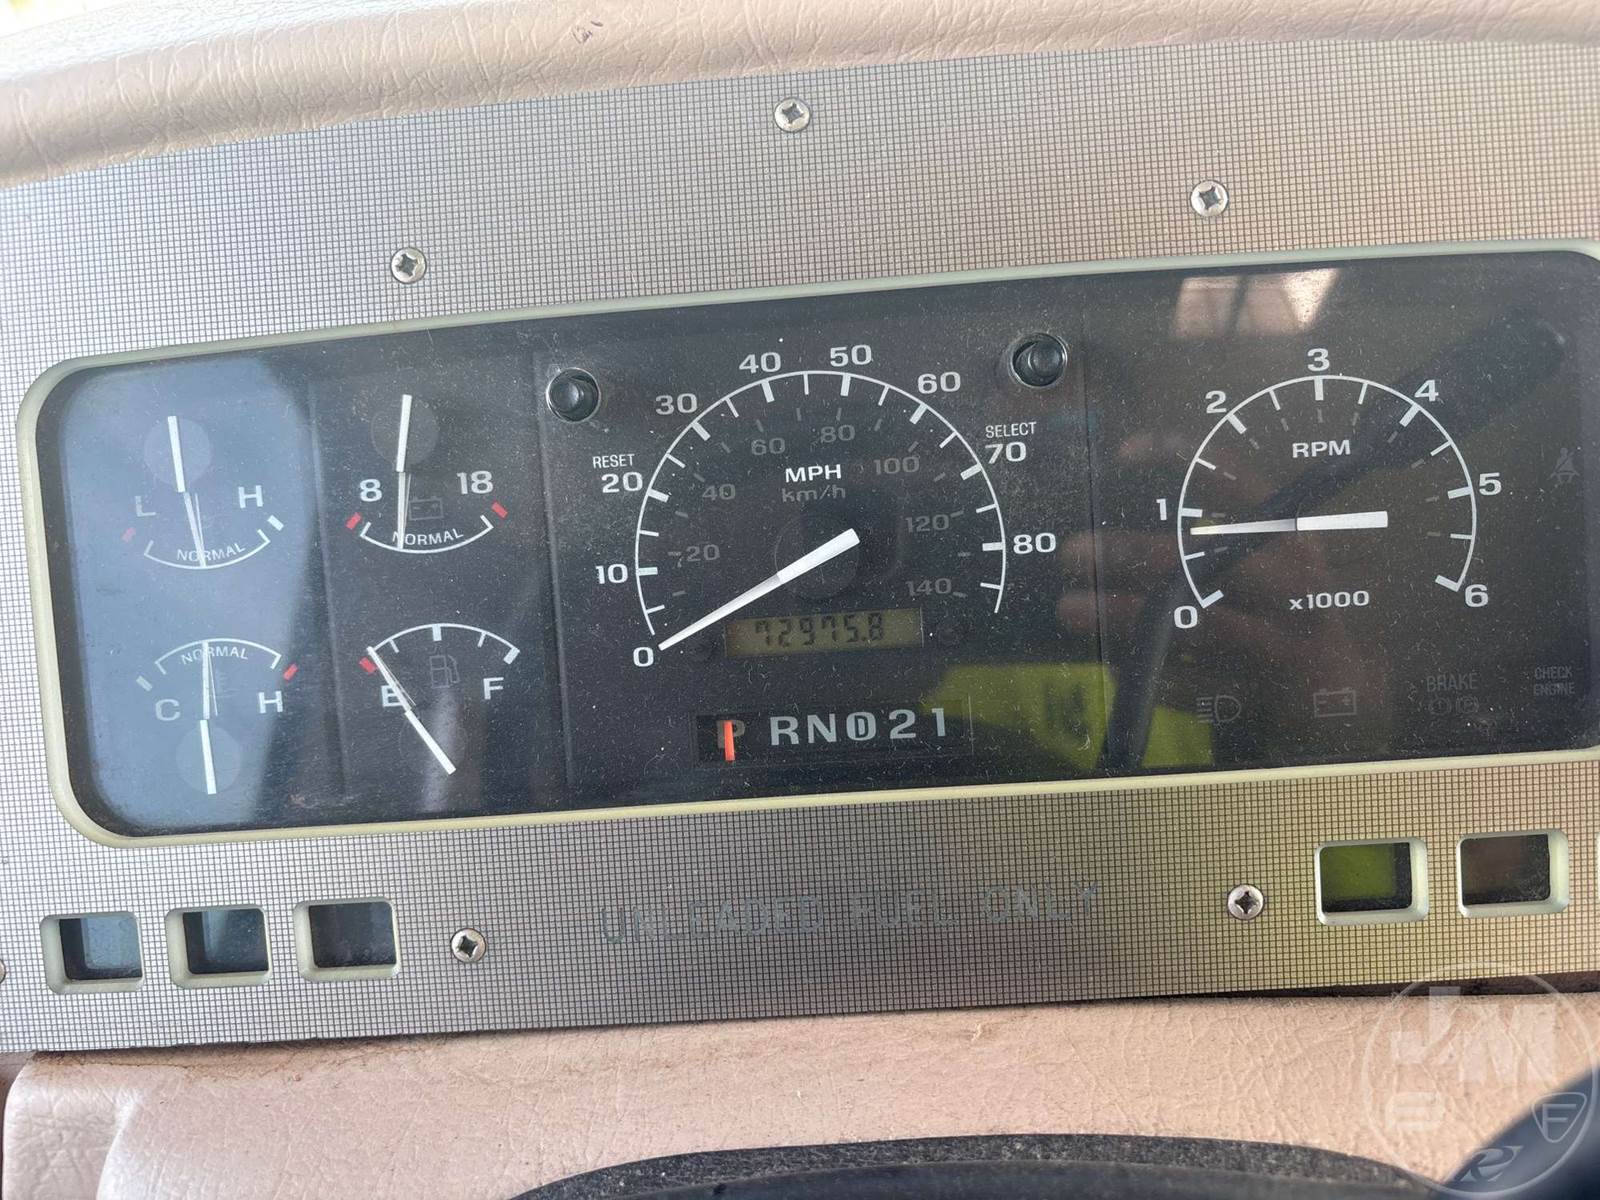 L H
NORMAL
8 18
NORMAL
NORMAL
C H
E F
RESET
SELECT
0 10 20 30 40 50 60 70 80
MPH
km/h
20 40 60 80 100 120 140
72975.8
P R N D 2 1
0 1 2 3 4 5 6
RPM
x1000
BRAKE
CHECK
ENGINE
UNLEADED FUEL ONLY
J M
E F
R